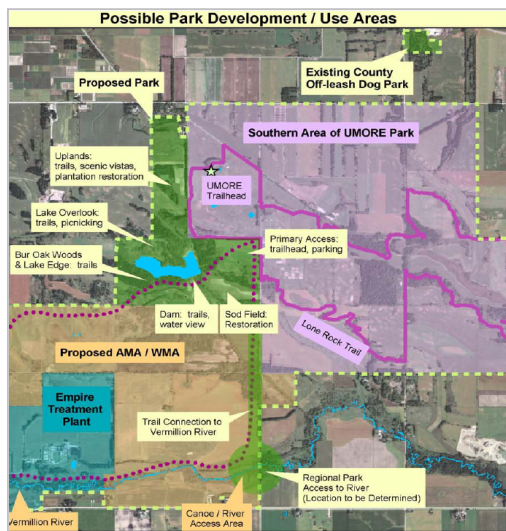 Possible Park Development / Use Areas
Existing County
Off-leash Dog Park
Proposed Park
Southern Area of UMORE Park
Uplands:
trails, scenic vistas,
plantation restoration
UMORE
Trailhead
Lake Overlook:
trails, picnicking
Primary Access:
trailhead, parking
Bur Oak Woods
& Lake Edge: trails
Dam: trails,
water view
Sod Field:
Restoration
Lone Rock Trail
Proposed AMA / WMA
Empire
Treatment
Plant
Trail Connection to
Vermillion River
Regional Park
Access to River
(Location to be Determined)
Canoe / River
Access Area
Vermillion River